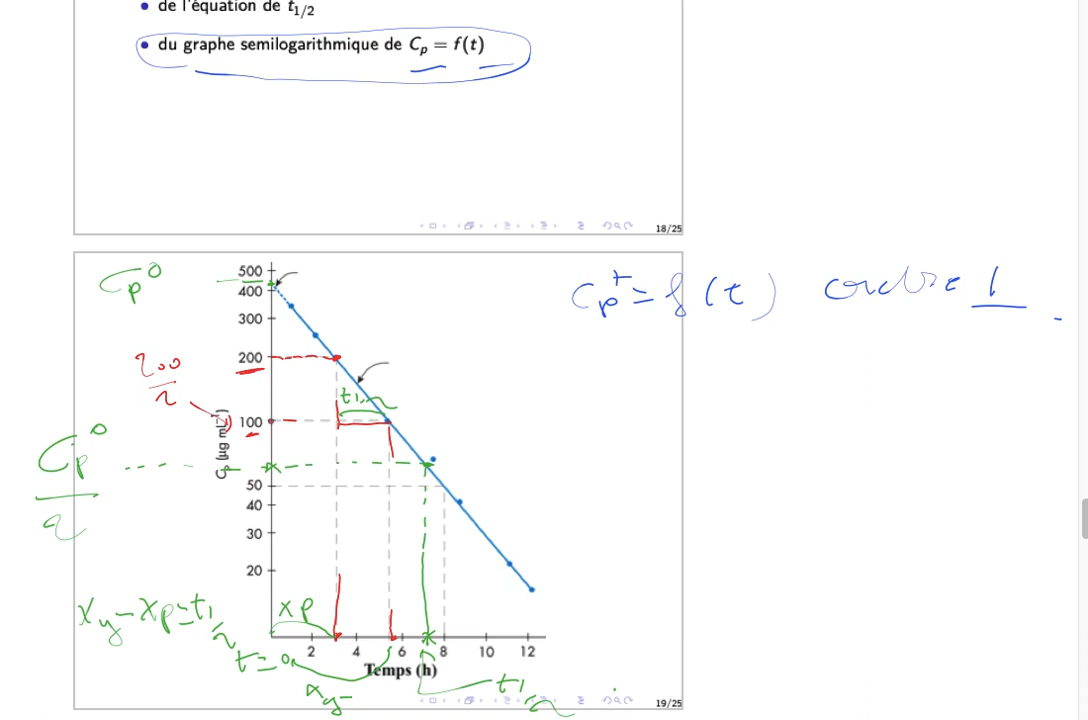 de l'équation de t1/2
du graphe semilogarithmique de Cp = f(t)
18/25
Cp0
500
400
300
200
100
50
40
30
20
Cp (µg mL-1)
200/2
Cp0/2
t1/2
Cp t = f(t) ordre 1
xy - xp = t1/2
xp
t = 0
xy
2 4 6 8 10 12
Temps (h)
t1/2
19/25